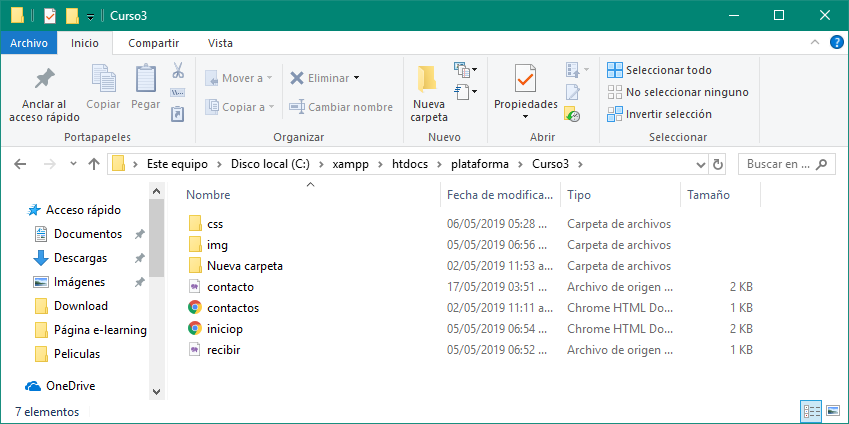 Curso3
Archivo Inicio Compartir Vista
Anclar al acceso rápido
Copiar
Pegar
Portapapeles
Mover a
Copiar a
Eliminar
Cambiar nombre
Organizar
Nueva carpeta
Nuevo
Propiedades
Abrir
Seleccionar todo
No seleccionar ninguno
Invertir selección
Seleccionar
Este equipo > Disco local (C:) > xampp > htdocs > plataforma > Curso3 >
Buscar en ...
Acceso rápido
Documentos
Descargas
Imágenes
Download
Página e-learning
Peliculas
OneDrive
Nombre Fecha de modifica... Tipo Tamaño
css 06/05/2019 05:28 ... Carpeta de archivos
img 05/05/2019 06:56 ... Carpeta de archivos
Nueva carpeta 02/05/2019 11:53 a... Carpeta de archivos
contacto 17/05/2019 03:51 ... Archivo de origen ... 2 KB
contactos 02/05/2019 11:11 a... Chrome HTML Do... 1 KB
iniciop 05/05/2019 06:54 ... Chrome HTML Do... 2 KB
recibir 05/05/2019 06:52 ... Archivo de origen ... 1 KB
7 elementos